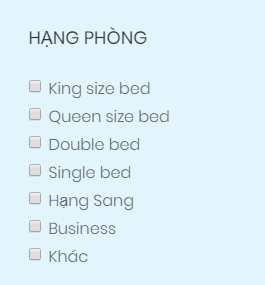 HẠNG PHÒNG
King size bed
Queen size bed
Double bed
Single bed
Hạng Sang
Business
Khác